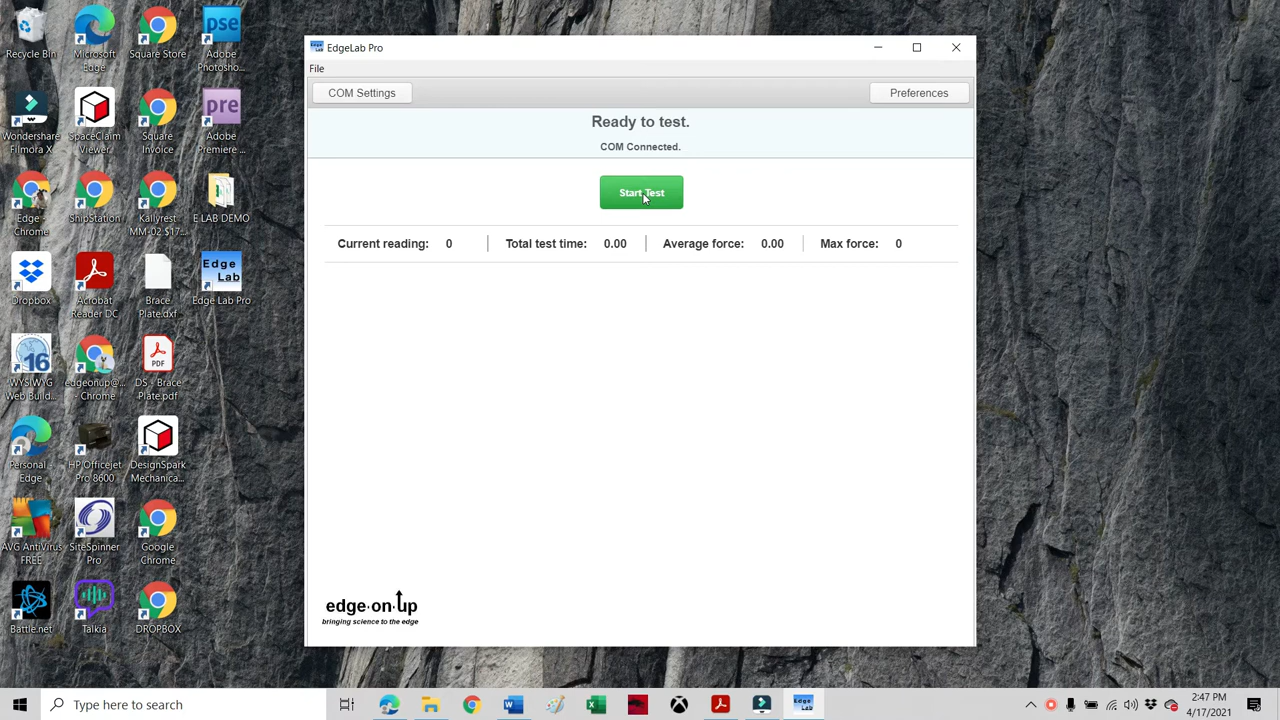 EdgeLab Pro
File
COM Settings
Preferences
Ready to test.
COM Connected.
Start Test
Current reading: 0
Total test time: 0.00
Average force: 0.00
Max force: 0
edge·on·up
bringing science to the edge
Recycle Bin
Microsoft
Edge
Square Store
pse
Adobe
Photosho...
Wondershare
Filmora X
SpaceClaim
Viewer
Square
Invoice
pre
Adobe
Premiere ...
Edge -
Chrome
ShipStation
Kallyrest
MM-02 $17...
E LAB DEMO
Dropbox
Acrobat
Reader DC
Brace
Plate.dxf
Edge
Lab
Edge Lab Pro
16
WYSIWYG
Web Build...
edgeonup@...
- Chrome
PDF
DS - Brace
Plate.pdf
Personal -
Edge
HP Officejet
Pro 8600
DesignSpark
Mechanica...
AVG AntiVirus
FREE
SiteSpinner
Pro
Google
Chrome
Battle.net
Talkia
DROPBOX
Type here to search
2:47 PM
4/17/2021